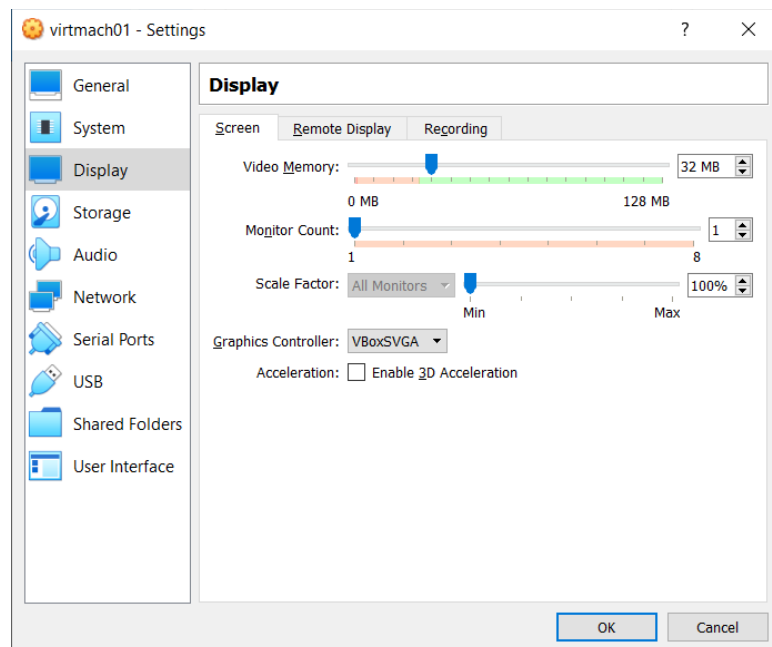 virtmach01 - Settings
General
System
Display
Storage
Audio
Network
Serial Ports
USB
Shared Folders
User Interface
Display
Screen Remote Display Recording
Video Memory: 32 MB
0 MB 128 MB
Monitor Count: 1
1 8
Scale Factor: All Monitors 100%
Min Max
Graphics Controller: VBoxSVGA
Acceleration: Enable 3D Acceleration
OK Cancel